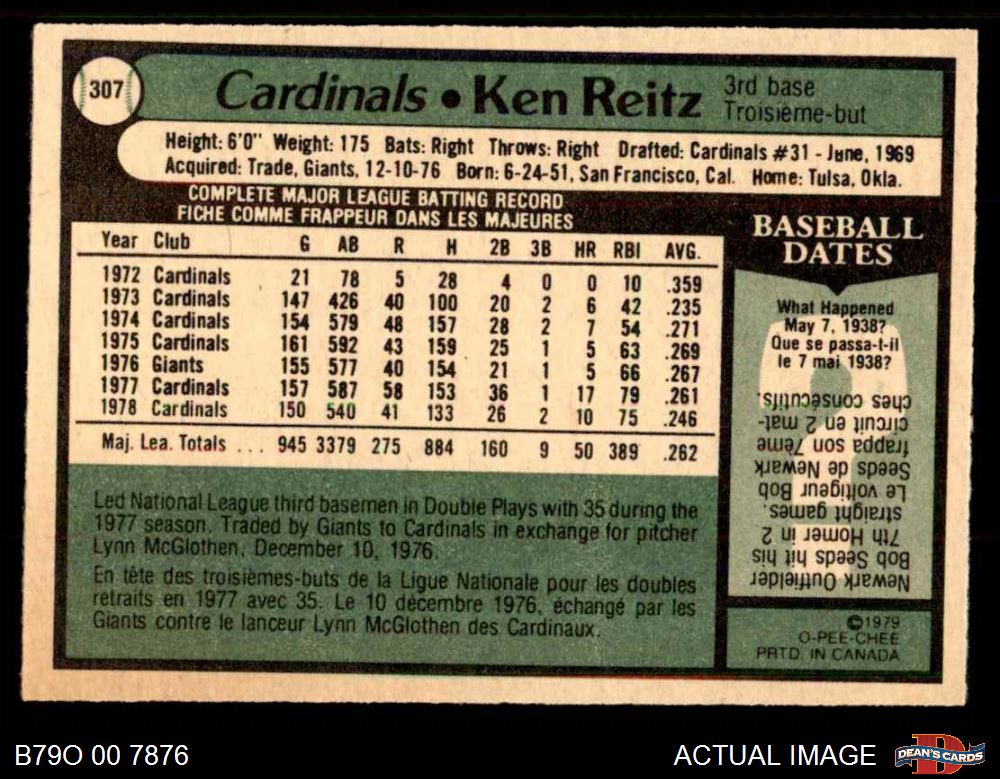 307
Cardinals • Ken Reitz
3rd base
Troisième-but
Height: 6'0" Weight: 175 Bats: Right Throws: Right Drafted: Cardinals #31 - June, 1969
Acquired: Trade, Giants, 12-10-76 Born: 6-24-51, San Francisco, Cal. Home: Tulsa, Okla.
COMPLETE MAJOR LEAGUE BATTING RECORD
FICHE COMME FRAPPEUR DANS LES MAJEURES
Year Club G AB R H 2B 3B HR RBI AVG.
1972 Cardinals 21 78 5 28 4 0 0 10 .359
1973 Cardinals 147 426 40 100 20 2 6 42 .235
1974 Cardinals 154 579 48 157 28 2 7 54 .271
1975 Cardinals 161 592 43 159 25 1 5 63 .269
1976 Giants 155 577 40 154 21 1 5 66 .267
1977 Cardinals 157 587 58 153 36 1 17 79 .261
1978 Cardinals 150 540 41 133 26 2 10 75 .246
Maj. Lea. Totals ... 945 3379 275 884 160 9 50 389 .262
Led National League third basemen in Double Plays with 35 during the
1977 season. Traded by Giants to Cardinals in exchange for pitcher
Lynn McGlothen, December 10, 1976.
En tête des troisièmes-buts de la Ligue Nationale pour les doubles
retraits en 1977 avec 35. Le 10 décembre 1976, échangé par les
Giants contre le lanceur Lynn McGlothen des Cardinaux.
BASEBALL
DATES
What Happened
May 7, 1938?
Que se passa-t-il
le 7 mai 1938?
Newark Outfielder
Bob Seeds hit his
7th Homer in 2
straight games.
Le voltigeur Bob
Seeds de Newark
frappa son 7ème
circuit en 2 mat-
ches consécutifs.
©1979
O-PEE-CHEE
PRTD. IN CANADA
B79O 00 7876
ACTUAL IMAGE
DEAN'S CARDS